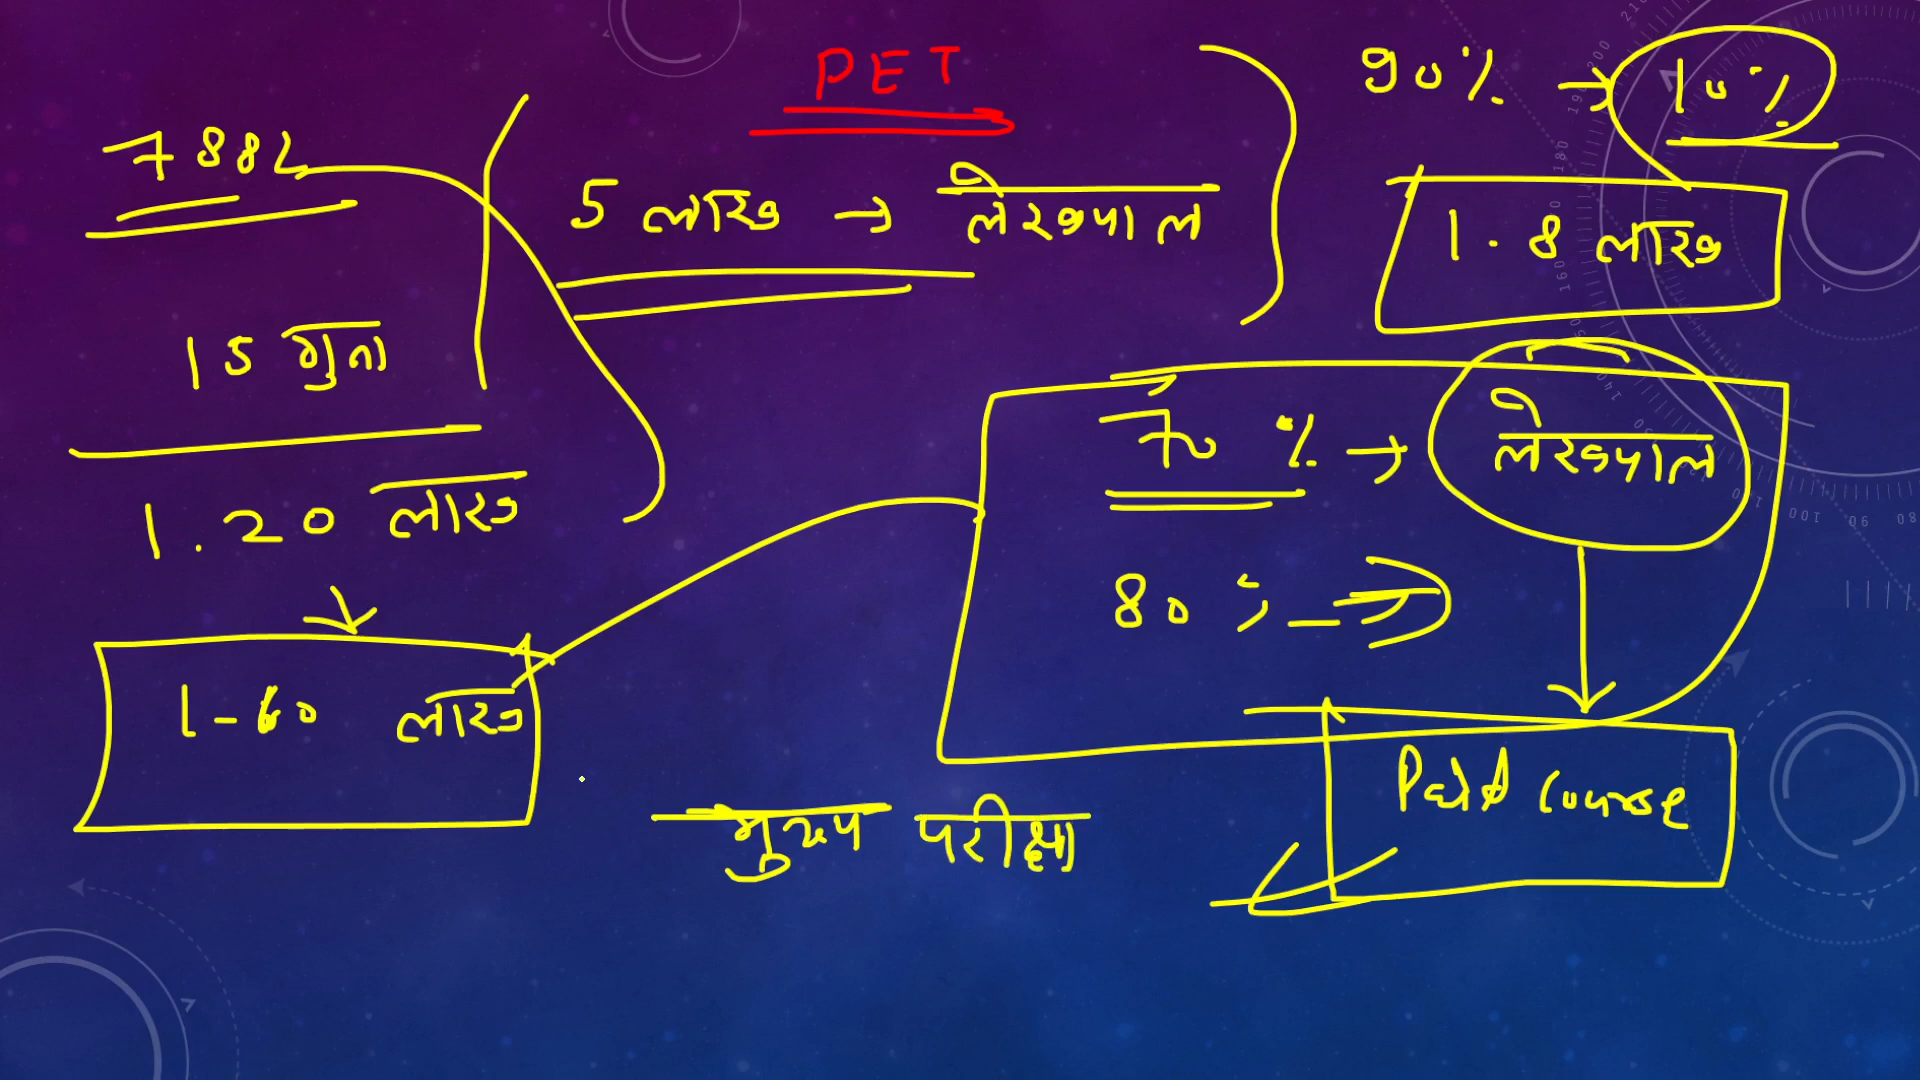 PET
90% → 10%
7882
5 लाख → लेखपाल
1.8 लाख
15 गुना
70% → लेखपाल
1.20 लाख
80% →
1-60 लाख
Paid course
मुख्य परीक्षा